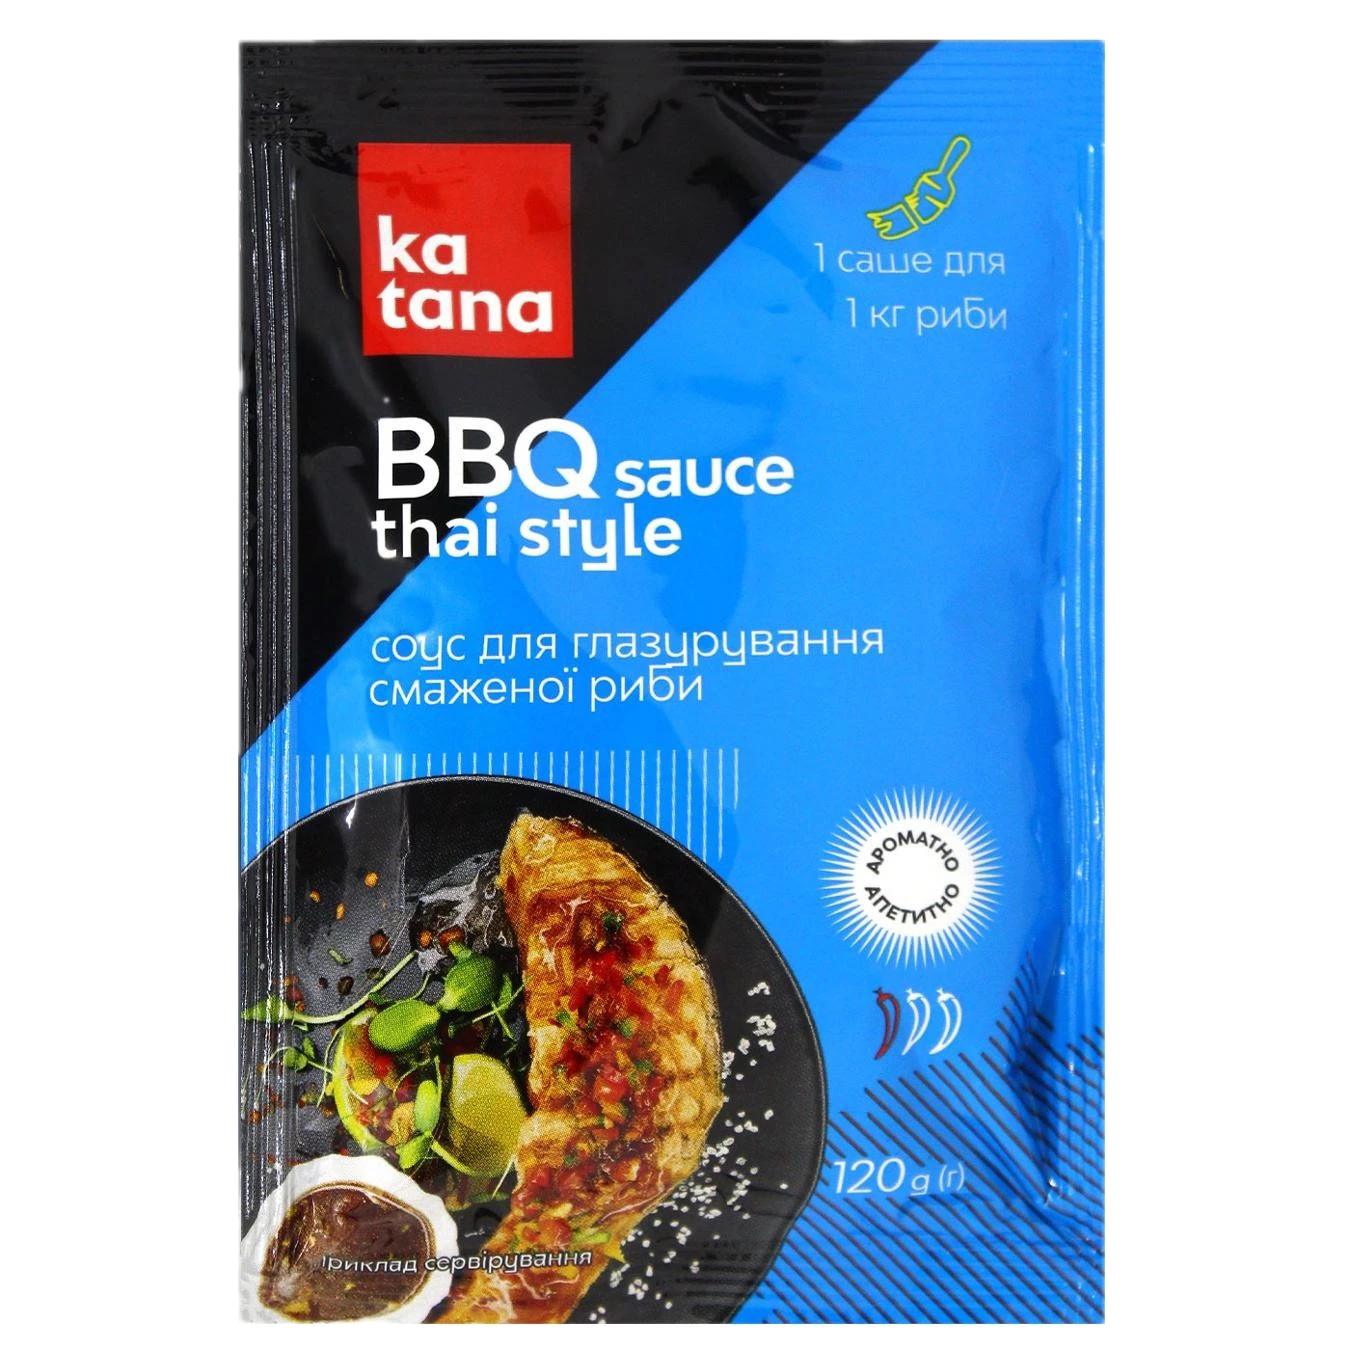 ka
tana
1 саше для
1 кг риби
BBQ sauce
thai style
соус для глазурування
смаженої риби
АРОМАТНО
АПЕТИТНО
120 g (г)
сервірування